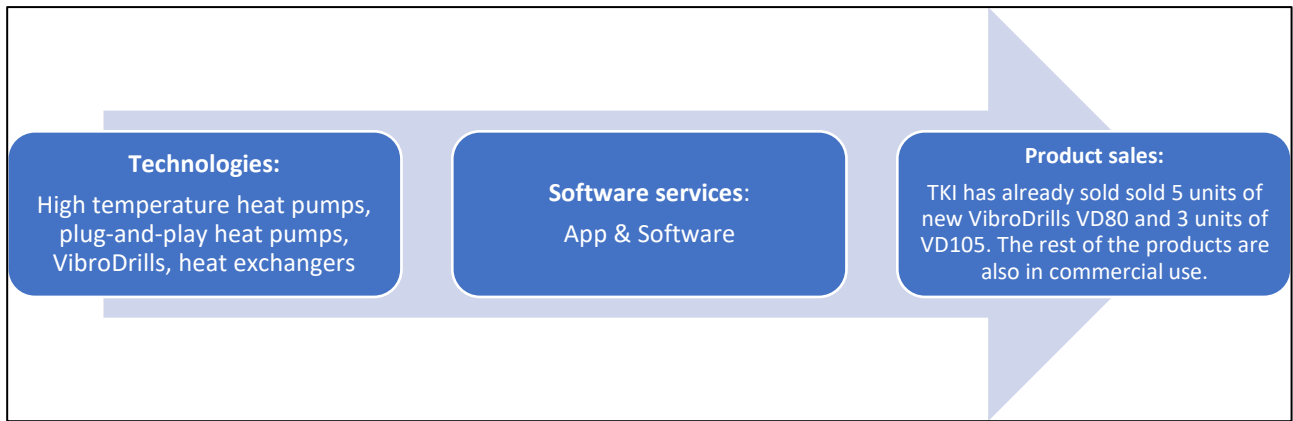 Technologies:
High temperature heat pumps,
plug-and-play heat pumps,
VibroDrills, heat exchangers
Software services:
App & Software
Product sales:
TKI has already sold sold 5 units of
new VibroDrills VD80 and 3 units of
VD105. The rest of the products are
also in commercial use.